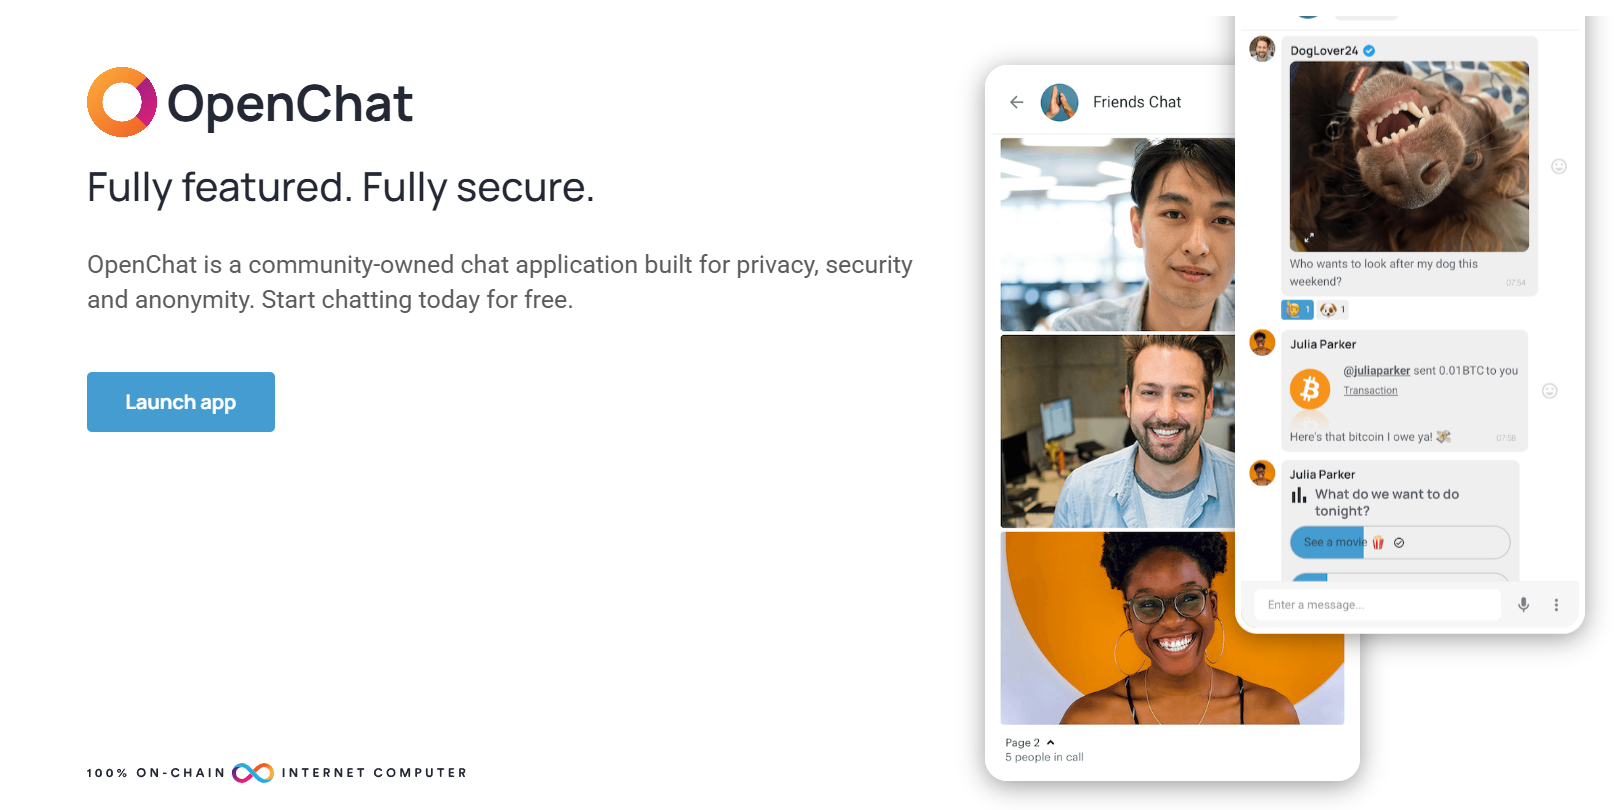 OpenChat
Fully featured. Fully secure.
OpenChat is a community-owned chat application built for privacy, security
and anonymity. Start chatting today for free.
Launch app
100% ON-CHAIN INTERNET COMPUTER
Friends Chat
Page 2
5 people in call
DogLover24
Who wants to look after my dog this
weekend?
07:54
1 1
Julia Parker
@juliaparker sent 0.01BTC to you
Transaction
Here's that bitcoin I owe ya!
07:58
Julia Parker
What do we want to do
tonight?
See a movie
Enter a message...